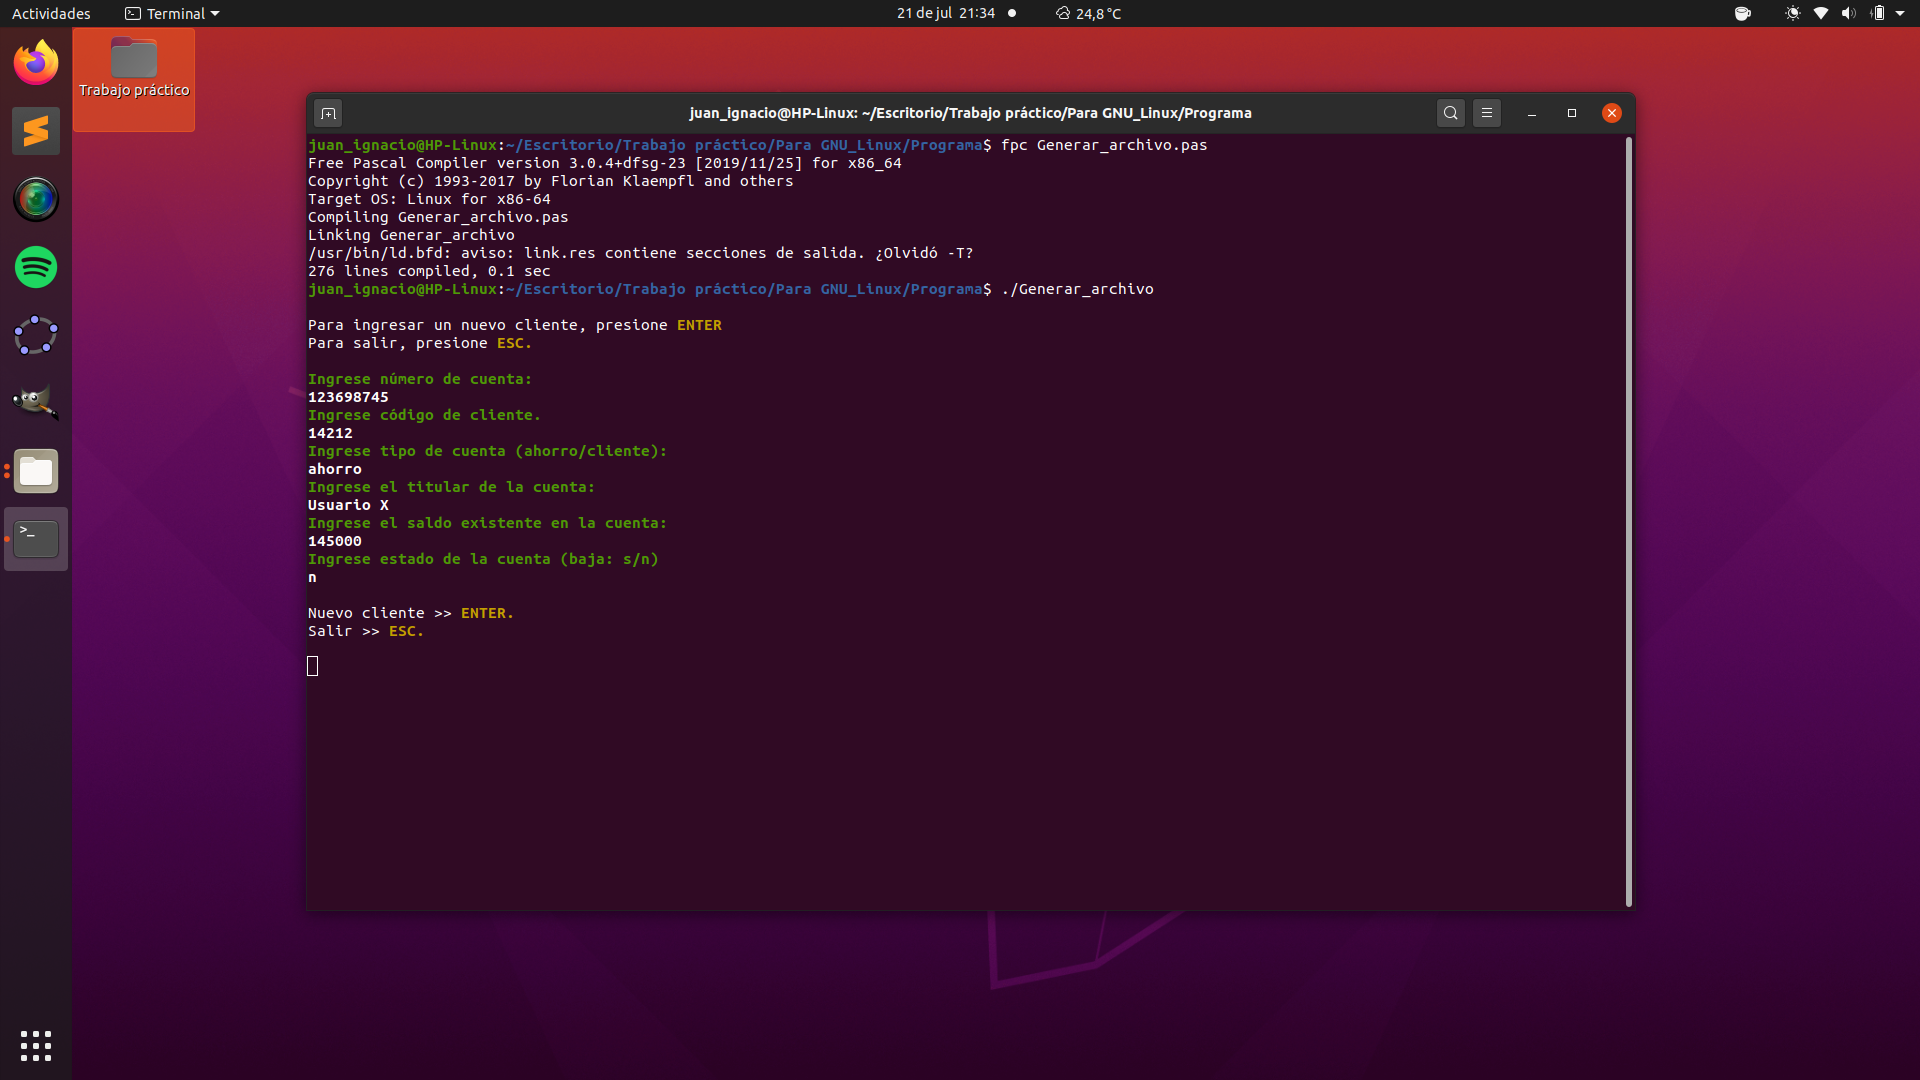 Actividades
Terminal
21 de jul 21:34
24,8 °C
Trabajo práctico
juan_ignacio@HP-Linux: ~/Escritorio/Trabajo práctico/Para GNU_Linux/Programa
juan_ignacio@HP-Linux:~/Escritorio/Trabajo práctico/Para GNU_Linux/Programa$ fpc Generar_archivo.pas
Free Pascal Compiler version 3.0.4+dfsg-23 [2019/11/25] for x86_64
Copyright (c) 1993-2017 by Florian Klaempfl and others
Target OS: Linux for x86-64
Compiling Generar_archivo.pas
Linking Generar_archivo
/usr/bin/ld.bfd: aviso: link.res contiene secciones de salida. ¿Olvidó -T?
276 lines compiled, 0.1 sec
juan_ignacio@HP-Linux:~/Escritorio/Trabajo práctico/Para GNU_Linux/Programa$ ./Generar_archivo
Para ingresar un nuevo cliente, presione ENTER
Para salir, presione ESC.
Ingrese número de cuenta:
123698745
Ingrese código de cliente.
14212
Ingrese tipo de cuenta (ahorro/cliente):
ahorro
Ingrese el titular de la cuenta:
Usuario X
Ingrese el saldo existente en la cuenta:
145000
Ingrese estado de la cuenta (baja: s/n)
n
Nuevo cliente >> ENTER.
Salir >> ESC.